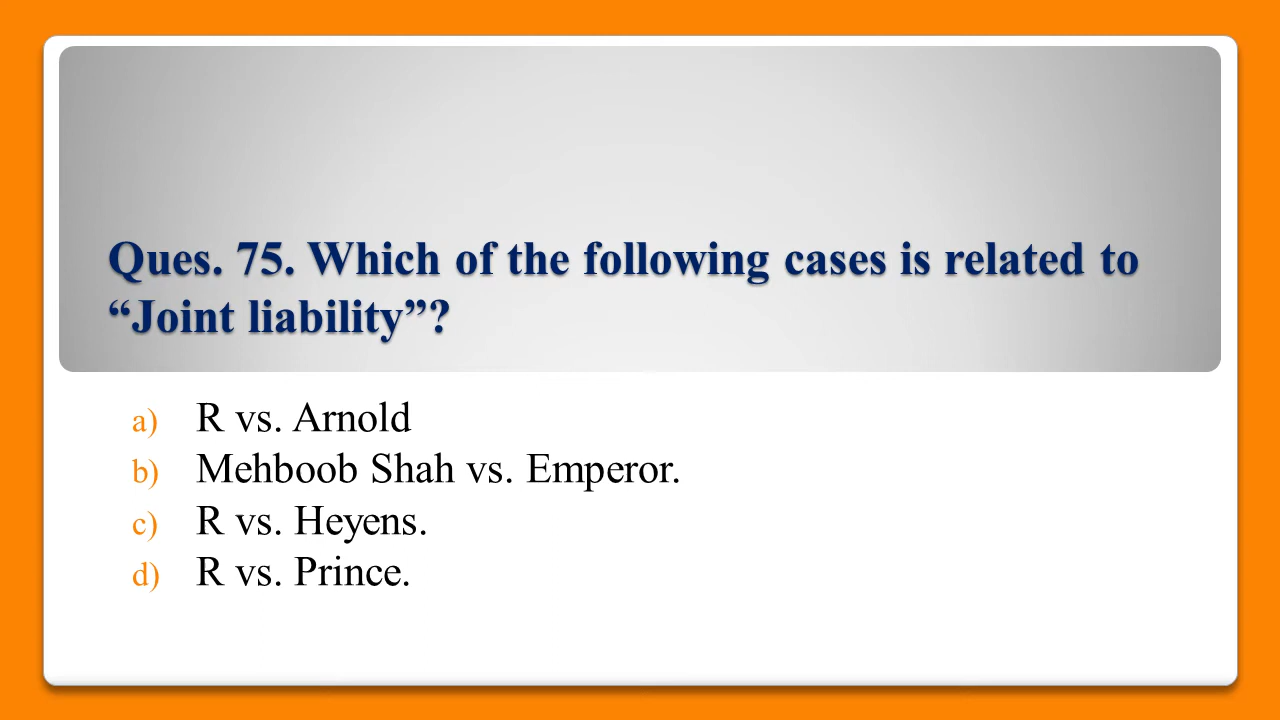 Ques. 75. Which of the following cases is related to
“Joint liability”?
a) R vs. Arnold
b) Mehboob Shah vs. Emperor.
c) R vs. Heyens.
d) R vs. Prince.